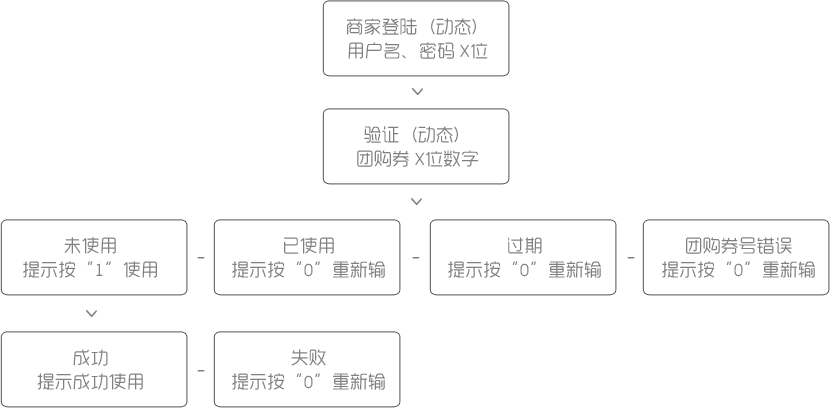 商家登陆（动态）
用户名、密码 X位
验证（动态）
团购券 X位数字
未使用
提示按“1”使用
已使用
提示按“0”重新输
过期
提示按“0”重新输
团购券号错误
提示按“0”重新输
成功
提示成功使用
失败
提示按“0”重新输